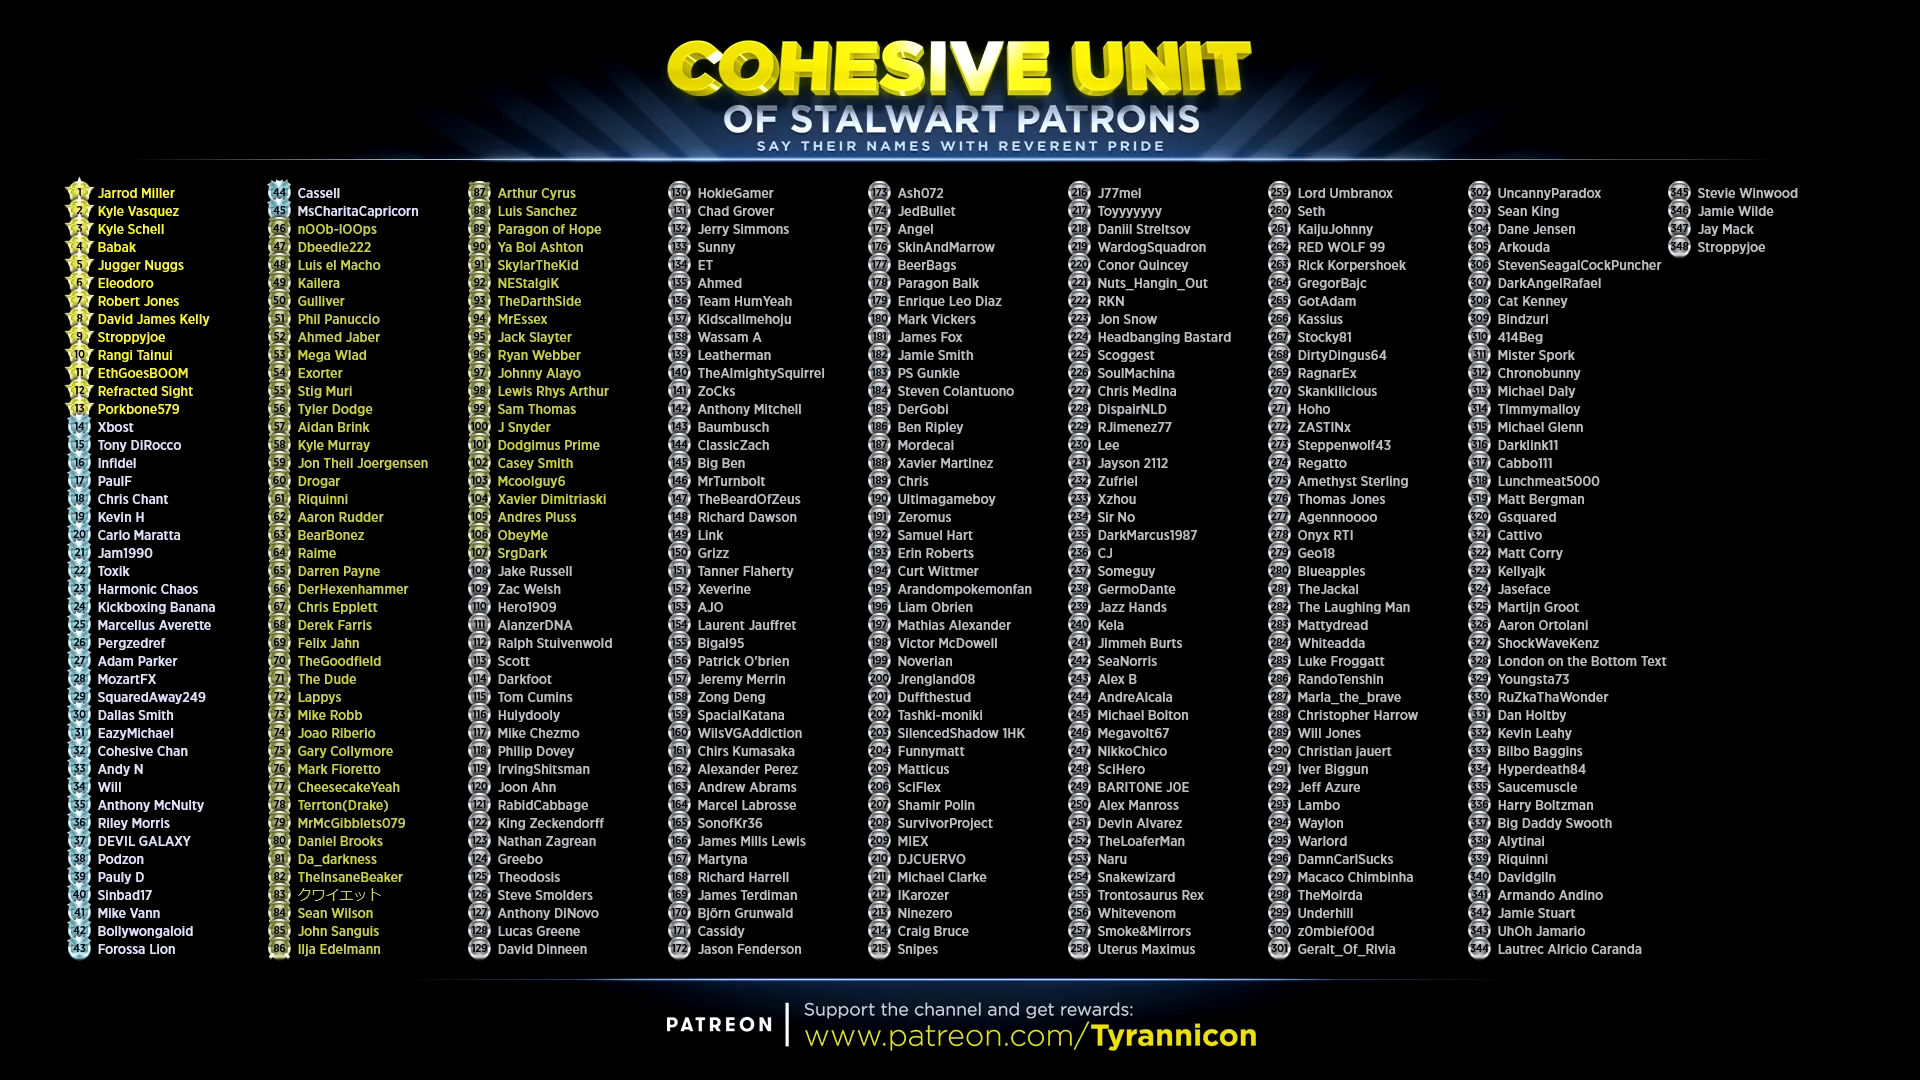 COHESIVE UNIT
OF STALWART PATRONS
SAY THEIR NAMES WITH REVERENT PRIDE
1 Jarrod Miller
2 Kyle Vasquez
3 Kyle Schell
4 Babak
5 Jugger Nuggs
6 Eleodoro
7 Robert Jones
8 David James Kelly
9 Stroppyjoe
10 Rangi Tainui
11 EthGoesBOOM
12 Refracted Sight
13 Porkbone579
14 Xbost
15 Tony DiRocco
16 Infidel
17 PaulF
18 Chris Chant
19 Kevin H
20 Carlo Maratta
21 Jam1990
22 Toxik
23 Harmonic Chaos
24 Kickboxing Banana
25 Marcellus Averette
26 Pergzedref
27 Adam Parker
28 MozartFX
29 SquaredAway249
30 Dallas Smith
31 EazyMichael
32 Cohesive Chan
33 Andy N
34 Will
35 Anthony McNulty
36 Riley Morris
37 DEVIL GALAXY
38 Podzon
39 Pauly D
40 Sinbad17
41 Mike Vann
42 Bollywongaloid
43 Forossa Lion
44 Cassell
45 MsCharitaCapricorn
46 nOOb-lOOps
47 Dbeedie222
48 Luis el Macho
49 Kailera
50 Gulliver
51 Phil Panuccio
52 Ahmed Jaber
53 Mega Wlad
54 Exorter
55 Stig Muri
56 Tyler Dodge
57 Aidan Brink
58 Kyle Murray
59 Jon Theil Joergensen
60 Drogar
61 Riquinni
62 Aaron Rudder
63 BearBonez
64 Raime
65 Darren Payne
66 DerHexenhammer
67 Chris Epplett
68 Derek Farris
69 Felix Jahn
70 TheGoodfield
71 The Dude
72 Lappys
73 Mike Robb
74 Joao Riberio
75 Gary Collymore
76 Mark Fioretto
77 CheesecakeYeah
78 Terrton(Drake)
79 MrMcGibblets079
80 Daniel Brooks
81 Da_darkness
82 TheInsaneBeaker
83 クワイエット
84 Sean Wilson
85 John Sanguis
86 Ilja Edelmann
87 Arthur Cyrus
88 Luis Sanchez
89 Paragon of Hope
90 Ya Boi Ashton
91 SkylarTheKid
92 NEStalgiK
93 TheDarthSide
94 MrEssex
95 Jack Slayter
96 Ryan Webber
97 Johnny Alayo
98 Lewis Rhys Arthur
99 Sam Thomas
100 J Snyder
101 Dodgimus Prime
102 Casey Smith
103 Mcoolguy6
104 Xavier Dimitriaski
105 Andres Pluss
106 ObeyMe
107 SrgDark
108 Jake Russell
109 Zac Welsh
110 Hero1909
111 AlanzerDNA
112 Ralph Stuivenwold
113 Scott
114 Darkfoot
115 Tom Cumins
116 Hulydooly
117 Mike Chezmo
118 Philip Dovey
119 IrvingShitsman
120 Joon Ahn
121 RabidCabbage
122 King Zeckendorff
123 Nathan Zagrean
124 Greebo
125 Theodosis
126 Steve Smolders
127 Anthony DiNovo
128 Lucas Greene
129 David Dinneen
130 HokieGamer
131 Chad Grover
132 Jerry Simmons
133 Sunny
134 ET
135 Ahmed
136 Team HumYeah
137 Kidscallmehoju
138 Wassam A
139 Leatherman
140 TheAlmightySquirrel
141 ZoCks
142 Anthony Mitchell
143 Baumbusch
144 ClassicZach
145 Big Ben
146 MrTurnbolt
147 TheBeardOfZeus
148 Richard Dawson
149 Link
150 Grizz
151 Tanner Flaherty
152 Xeverine
153 AJO
154 Laurent Jauffret
155 Bigal95
156 Patrick O'brien
157 Jeremy Merrin
158 Zong Deng
159 SpacialKatana
160 WilsVGAddiction
161 Chirs Kumasaka
162 Alexander Perez
163 Andrew Abrams
164 Marcel Labrosse
165 SonofKr36
166 James Mills Lewis
167 Martyna
168 Richard Harrell
169 James Terdiman
170 Björn Grunwald
171 Cassidy
172 Jason Fenderson
173 Ash072
174 JedBullet
175 Angel
176 SkinAndMarrow
177 BeerBags
178 Paragon Balk
179 Enrique Leo Diaz
180 Mark Vickers
181 James Fox
182 Jamie Smith
183 PS Gunkie
184 Steven Colantuono
185 DerGobi
186 Ben Ripley
187 Mordecai
188 Xavier Martinez
189 Chris
190 Ultimagameboy
191 Zeromus
192 Samuel Hart
193 Erin Roberts
194 Curt Wittmer
195 Arandompokemonfan
196 Liam Obrien
197 Mathias Alexander
198 Victor McDowell
199 Noverian
200 Jrengland08
201 Duffthestud
202 Tashki-moniki
203 SilencedShadow 1HK
204 Funnymatt
205 Matticus
206 SciFlex
207 Shamir Polin
208 SurvivorProject
209 MIEX
210 DJCUERVO
211 Michael Clarke
212 IKarozer
213 Ninezero
214 Craig Bruce
215 Snipes
216 J77mel
217 Toyyyyyyy
218 Daniil Streltsov
219 WardogSquadron
220 Conor Quincey
221 Nuts_Hangin_Out
222 RKN
223 Jon Snow
224 Headbanging Bastard
225 Scoggest
226 SoulMachina
227 Chris Medina
228 DispairNLD
229 RJimenez77
230 Lee
231 Jayson 2112
232 Zufriel
233 Xzhou
234 Sir No
235 DarkMarcus1987
236 CJ
237 Someguy
238 GermoDante
239 Jazz Hands
240 Kela
241 Jimmeh Burts
242 SeaNorris
243 Alex B
244 AndreAlcala
245 Michael Bolton
246 Megavolt67
247 NikkoChico
248 SciHero
249 BARITONE JOE
250 Alex Manross
251 Devin Alvarez
252 TheLoaferMan
253 Naru
254 Snakewizard
255 Trontosaurus Rex
256 Whitevenom
257 Smoke&Mirrors
258 Uterus Maximus
259 Lord Umbranox
260 Seth
261 KaijuJohnny
262 RED WOLF 99
263 Rick Korpershoek
264 GregorBajc
265 GotAdam
266 Kassius
267 Stocky81
268 DirtyDingus64
269 RagnarEx
270 Skankilicious
271 Hoho
272 ZASTINx
273 Steppenwolf43
274 Regatto
275 Amethyst Sterling
276 Thomas Jones
277 Agennnoooo
278 Onyx RTI
279 Geo18
280 Blueapples
281 TheJackal
282 The Laughing Man
283 Mattydread
284 Whiteadda
285 Luke Froggatt
286 RandoTenshin
287 Marla_the_brave
288 Christopher Harrow
289 Will Jones
290 Christian jauert
291 Iver Biggun
292 Jeff Azure
293 Lambo
294 Waylon
295 Warlord
296 DamnCarlSucks
297 Macaco Chimbinha
298 TheMoirda
299 Underhill
300 z0mbief00d
301 Geralt_Of_Rivia
302 UncannyParadox
303 Sean King
304 Dane Jensen
305 Arkouda
306 StevenSeagalCockPuncher
307 DarkAngelRafael
308 Cat Kenney
309 Bindzuri
310 414Beg
311 Mister Spork
312 Chronobunny
313 Michael Daly
314 Timmymalloy
315 Michael Glenn
316 Darklink11
317 Cabbo111
318 Lunchmeat5000
319 Matt Bergman
320 Gsquared
321 Cattivo
322 Matt Corry
323 Kellyajk
324 Jaseface
325 Martijn Groot
326 Aaron Ortolani
327 ShockWaveKenz
328 London on the Bottom Text
329 Youngsta73
330 RuZkaThaWonder
331 Dan Holtby
332 Kevin Leahy
333 Bilbo Baggins
334 Hyperdeath84
335 Saucemuscle
336 Harry Boltzman
337 Big Daddy Swooth
338 Alytinai
339 Riquinni
340 Davidgiln
341 Armando Andino
342 Jamie Stuart
343 UhOh Jamario
344 Lautrec Alricio Caranda
345 Stevie Winwood
346 Jamie Wilde
347 Jay Mack
348 Stroppyjoe
PATREON
Support the channel and get rewards:
www.patreon.com/Tyrannicon